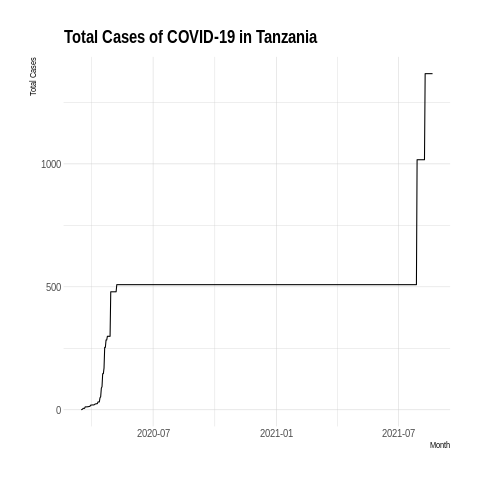 Total Cases of COVID-19 in Tanzania
Total Cases
1000
500
0
2020-07 2021-01 2021-07
Month